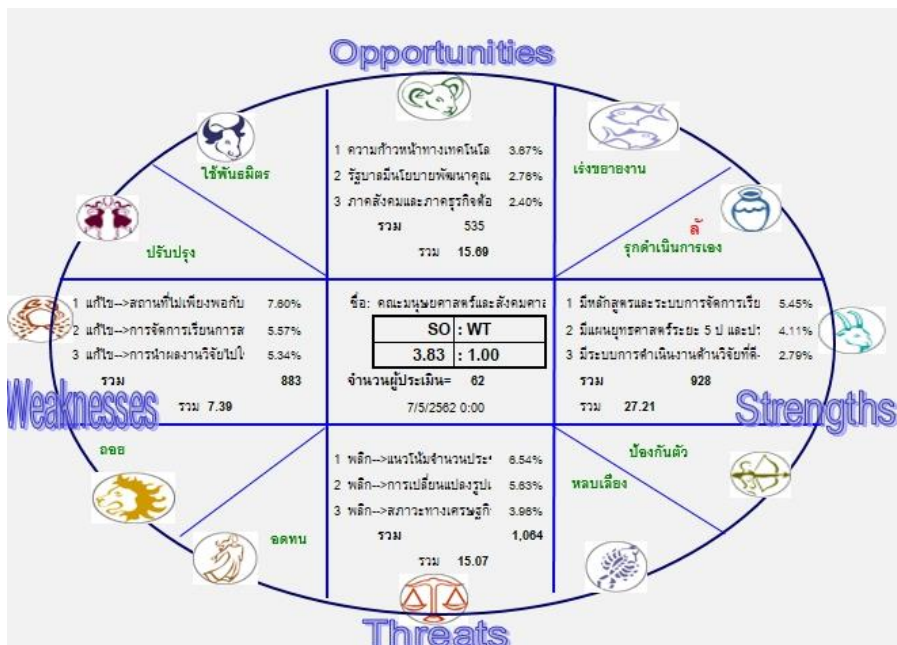 Opportunities
ใช้พันธมิตร
ปรับปรุง
1 ความก้าวหน้าทางเทคโนโล 3.67%
2 รัฐบาลมีนโยบายพัฒนาคุณ 2.76%
3 ภาคสังคมและภาคธุรกิจต้อ 2.40%
รวม 535
รวม 15.69
เร่งขยายงาน
รุกดำเนินการเอง
1 แก้ไข-->สถานที่ไม่เพียงพอกับ 7.60%
2 แก้ไข-->การจัดการเรียนการส 5.57%
3 แก้ไข-->การนำผลงานวิจัยไปใ 5.34%
รวม 883
รวม 7.39
Weaknesses
ชื่อ: คณะมนุษยศาสตร์และสังคมศา
SO : WT
3.83 : 1.00
จำนวนผู้ประเมิน= 62
7/5/2562 0:00
1 มีหลักสูตรและระบบการจัดการเรีย 5.45%
2 มีแผนยุทธศาสตร์ระยะ 5 ปี และปร 4.11%
3 มีระบบการดำเนินงานด้านวิจัยที่ดี- 2.79%
รวม 928
รวม 27.21
Strengths
ถอย
อดทน
1 พลิก-->แนวโน้มจำนวนประช 6.54%
2 พลิก-->การเปลี่ยนแปลงรูปแ 5.63%
3 พลิก-->สภาวะทางเศรษฐกิ 3.96%
รวม 1,064
รวม 15.07
ป้องกันตัว
หลบเลี่ยง
Threats